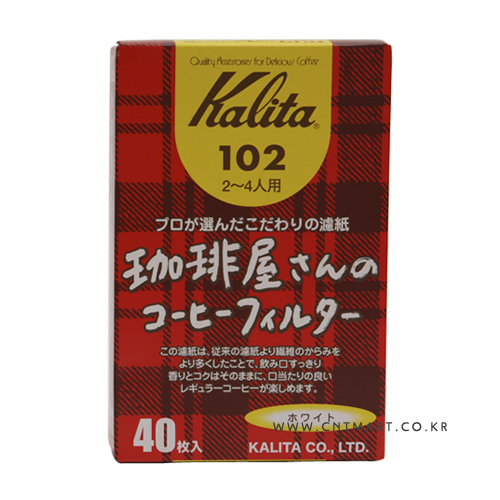 Quality Accessories for Delicious Coffee
Kalita®
102
2〜4人用
プロが選んだこだわりの濾紙
珈琲屋さんの
コーヒーフィルター
この濾紙は、従来の濾紙より繊維のからみを
より多くしたことで、飲み口すっきり
香りとコクはそのままに、口当たりの良い
レギュラーコーヒーが楽しめます。
ホワイト
WWW.CNTMART.CO.KR
40枚入
KALITA CO., LTD.